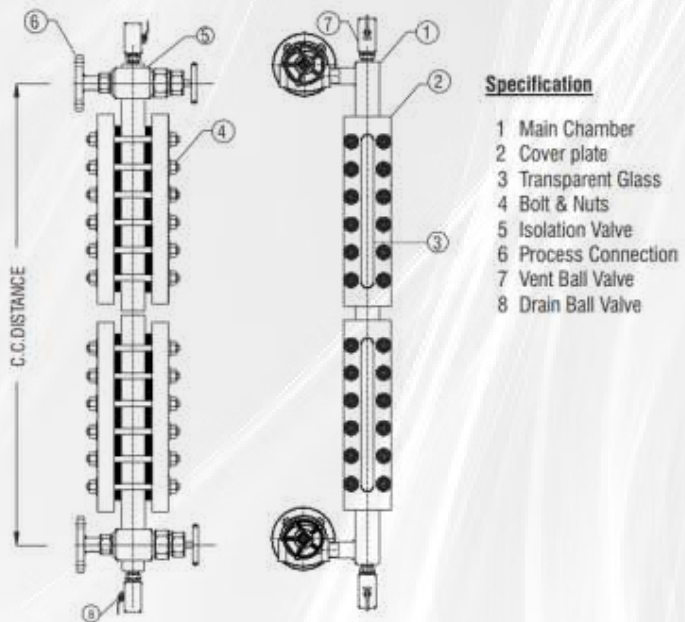 6
5
7
1
2
4
3
C.C.DISTANCE
8
Specification
1 Main Chamber
2 Cover plate
3 Transparent Glass
4 Bolt & Nuts
5 Isolation Valve
6 Process Connection
7 Vent Ball Valve
8 Drain Ball Valve